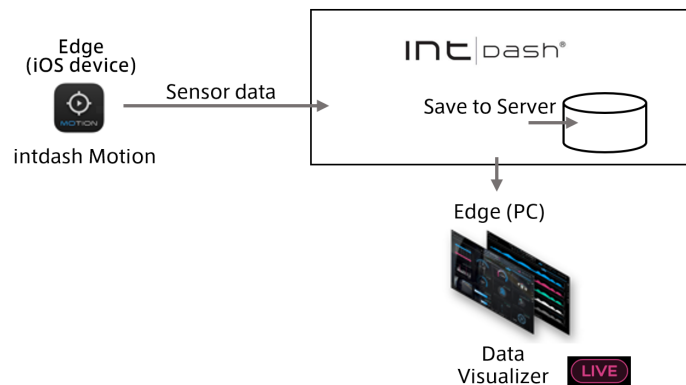 Edge
(iOS device)
MOTION
intdash Motion
Sensor data
INt|DASH®
Save to Server
Edge (PC)
Data
Visualizer
LIVE